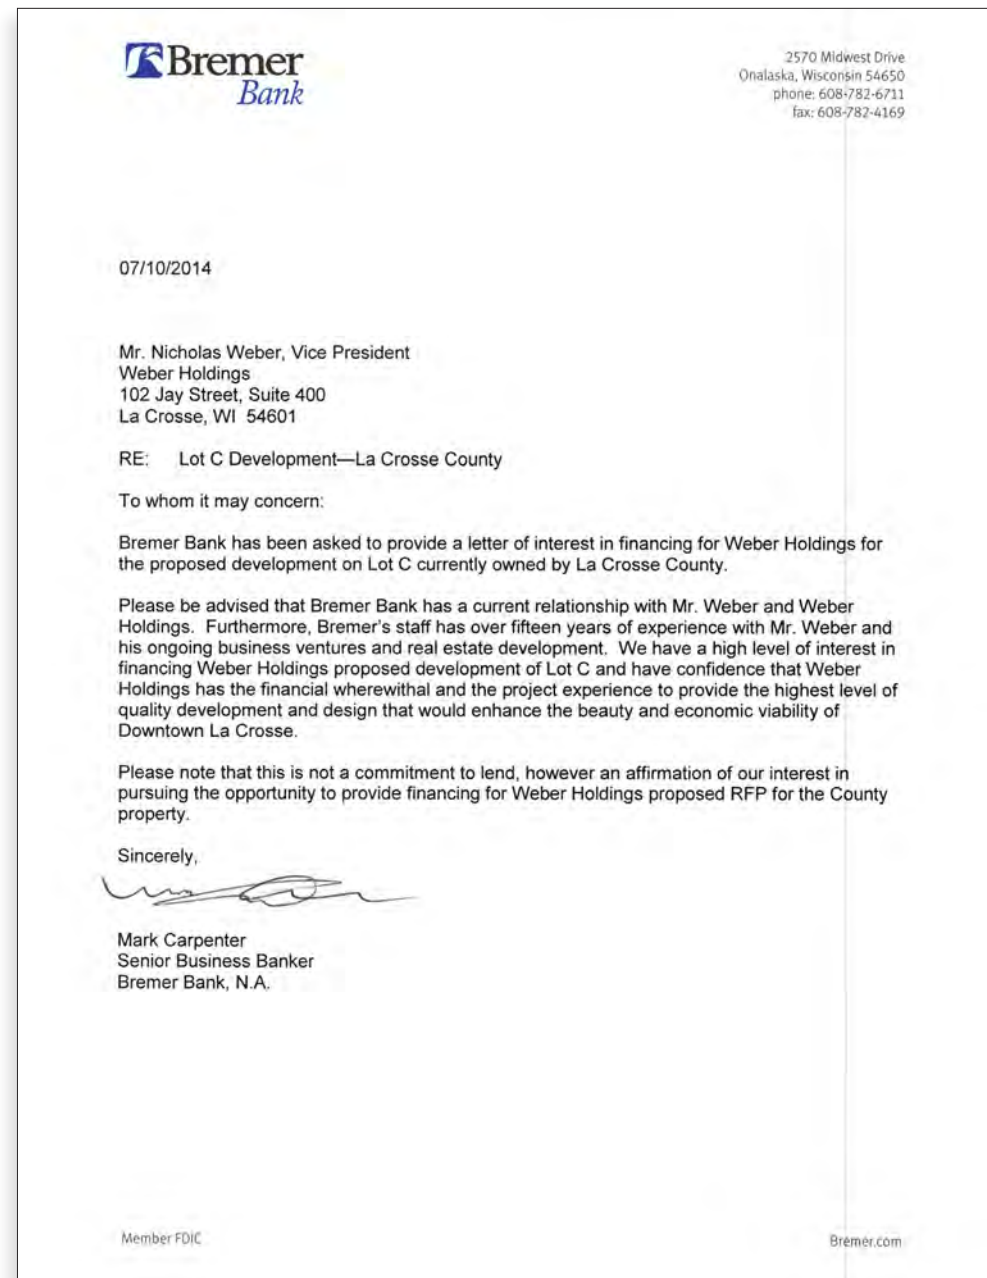 Bremer
Bank
2570 Midwest Drive
Onalaska, Wisconsin 54650
phone: 608-782-6711
fax: 608-782-4169
07/10/2014
Mr. Nicholas Weber, Vice President
Weber Holdings
102 Jay Street, Suite 400
La Crosse, WI  54601
RE:    Lot C Development—La Crosse County
To whom it may concern:
Bremer Bank has been asked to provide a letter of interest in financing for Weber Holdings for
the proposed development on Lot C currently owned by La Crosse County.
Please be advised that Bremer Bank has a current relationship with Mr. Weber and Weber
Holdings.  Furthermore, Bremer's staff has over fifteen years of experience with Mr. Weber and
his ongoing business ventures and real estate development.  We have a high level of interest in
financing Weber Holdings proposed development of Lot C and have confidence that Weber
Holdings has the financial wherewithal and the project experience to provide the highest level of
quality development and design that would enhance the beauty and economic viability of
Downtown La Crosse.
Please note that this is not a commitment to lend, however an affirmation of our interest in
pursuing the opportunity to provide financing for Weber Holdings proposed RFP for the County
property.
Sincerely,
Mark Carpenter
Senior Business Banker
Bremer Bank, N.A.
Member FDIC
Bremer.com